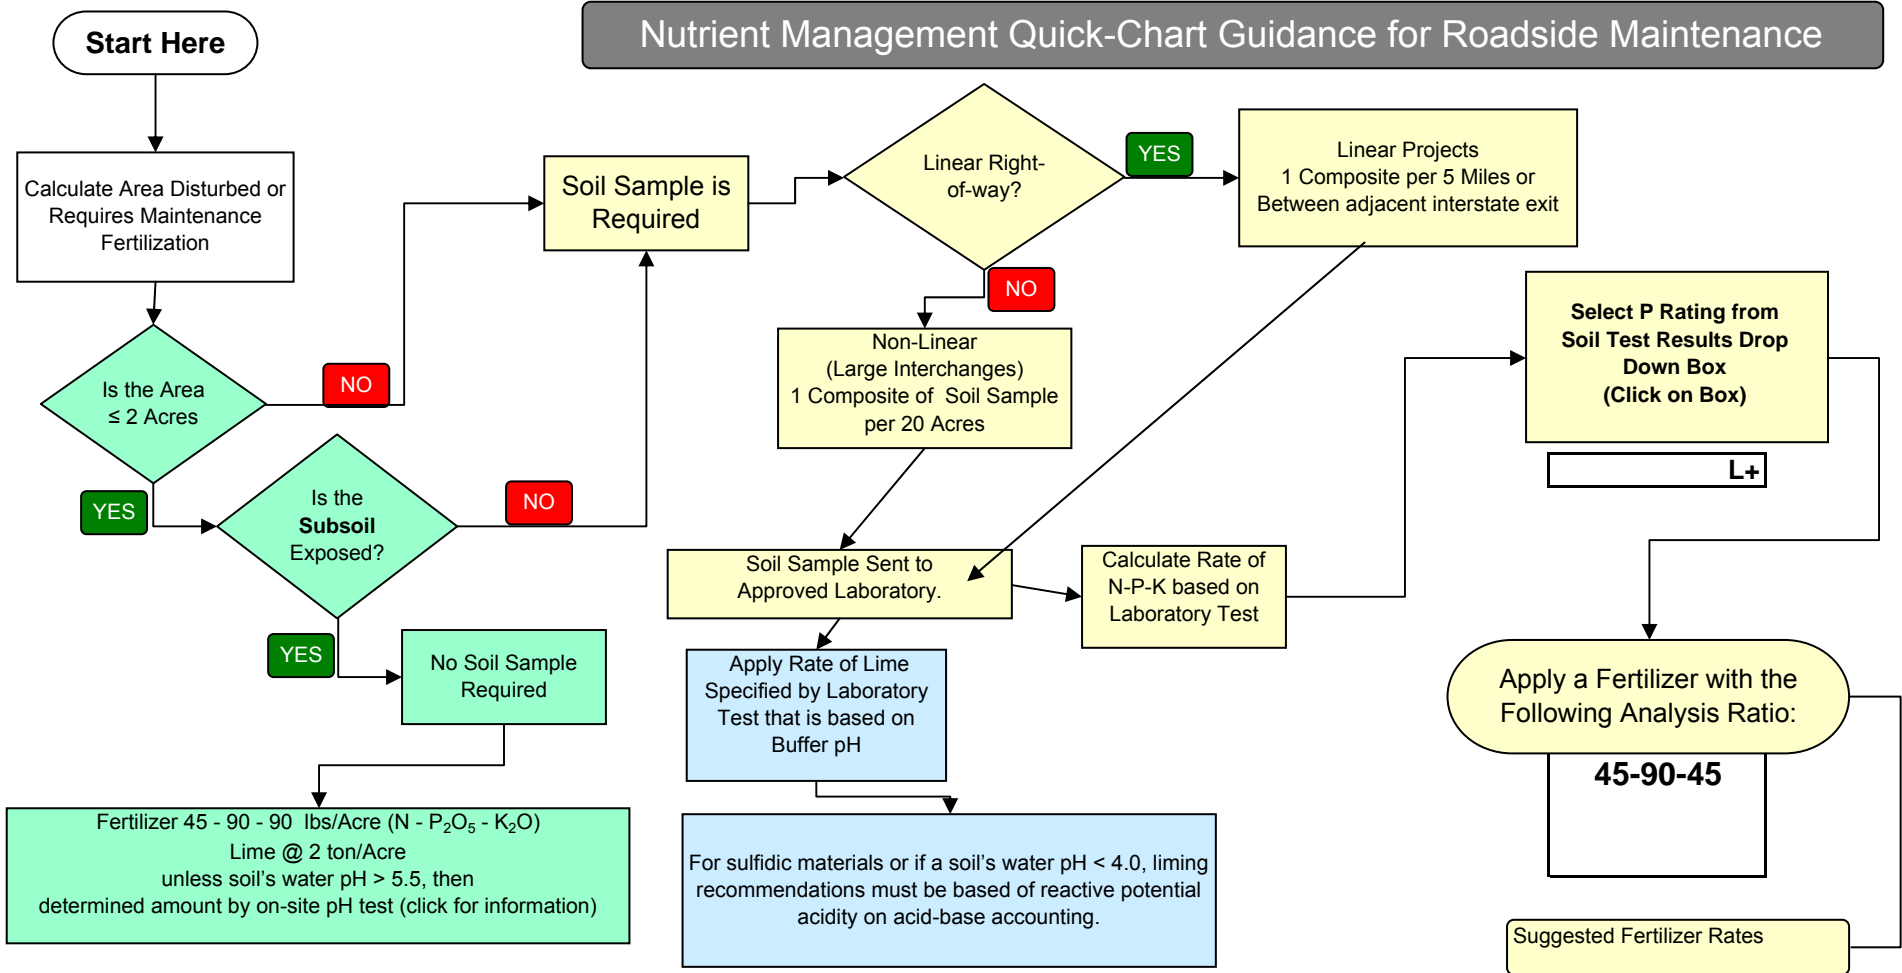 Start Here
Nutrient Management Quick-Chart Guidance for Roadside Maintenance
Calculate Area Disturbed or
Requires Maintenance
Fertilization
Soil Sample is
Required
Linear Right-
of-way?
YES
Linear Projects
1 Composite per 5 Miles or
Between adjacent interstate exit
NO
Non-Linear
(Large Interchanges)
1 Composite of Soil Sample
per 20 Acres
Select P Rating from
Soil Test Results Drop
Down Box
(Click on Box)
L+
Is the Area
≤ 2 Acres
NO
YES
Is the
Subsoil
Exposed?
NO
YES
No Soil Sample
Required
Soil Sample Sent to
Approved Laboratory.
Calculate Rate of
N-P-K based on
Laboratory Test
Apply Rate of Lime
Specified by Laboratory
Test that is based on
Buffer pH
Apply a Fertilizer with the
Following Analysis Ratio:
45-90-45
Fertilizer 45 - 90 - 90 lbs/Acre (N - P₂O₅ - K₂O)
Lime @ 2 ton/Acre
unless soil's water pH > 5.5, then
determined amount by on-site pH test (click for information)
For sulfidic materials or if a soil's water pH < 4.0, liming
recommendations must be based of reactive potential
acidity on acid-base accounting.
Suggested Fertilizer Rates